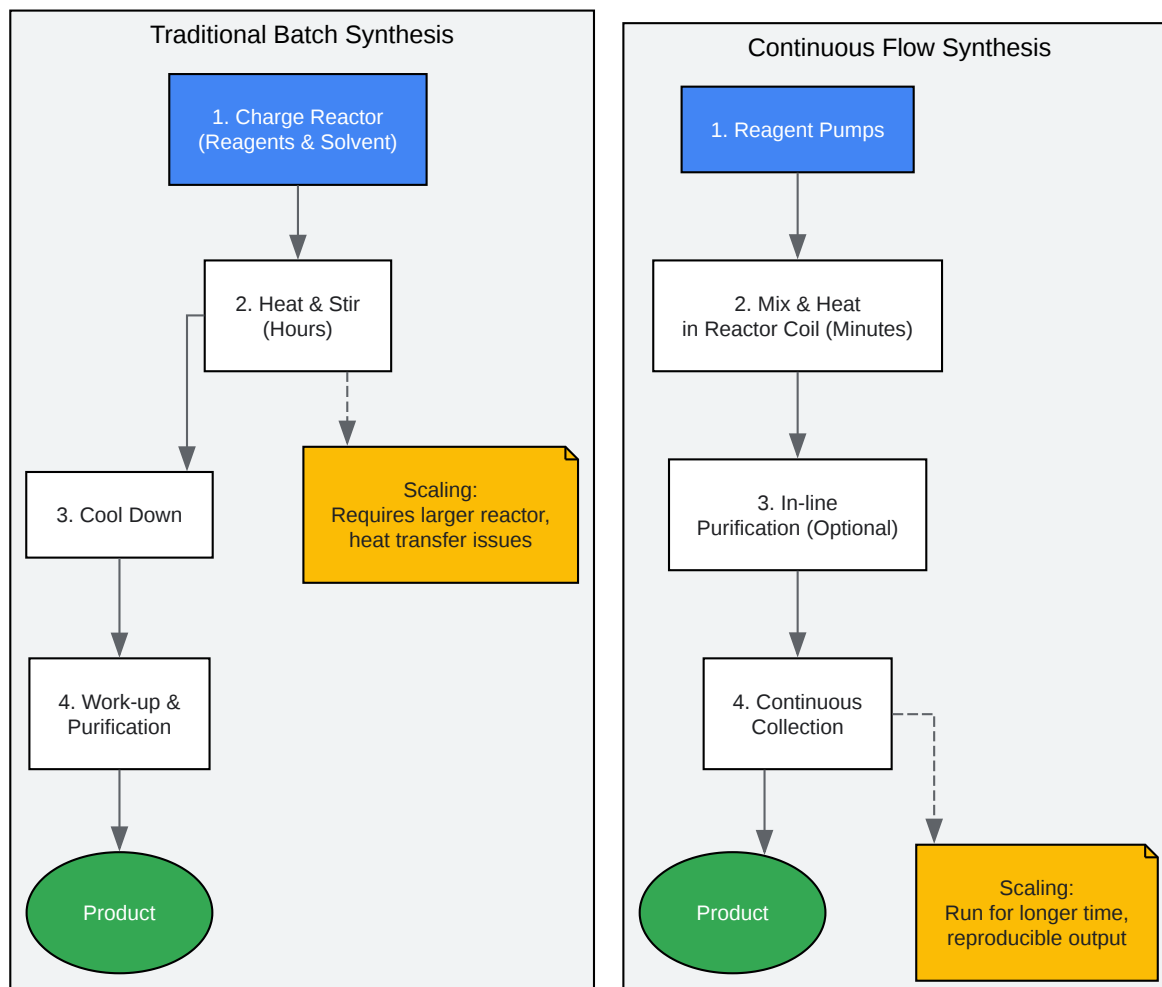 Traditional Batch Synthesis
1. Charge Reactor
(Reagents & Solvent)
2. Heat & Stir
(Hours)
Scaling:
Requires larger reactor,
heat transfer issues
3. Cool Down
4. Work-up &
Purification
Product
Continuous Flow Synthesis
1. Reagent Pumps
2. Mix & Heat
in Reactor Coil (Minutes)
3. In-line
Purification (Optional)
4. Continuous
Collection
Product
Scaling:
Run for longer time,
reproducible output